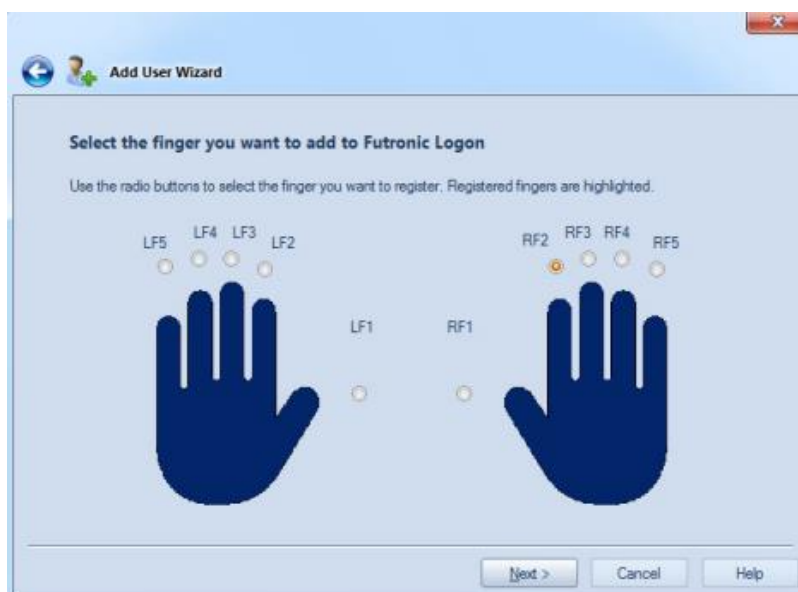 Add User Wizard
Select the finger you want to add to Futronic Logon
Use the radio buttons to select the finger you want to register. Registered fingers are highlighted.
LF5 LF4 LF3 LF2 RF2 RF3 RF4 RF5
LF1 RF1
Next > Cancel Help